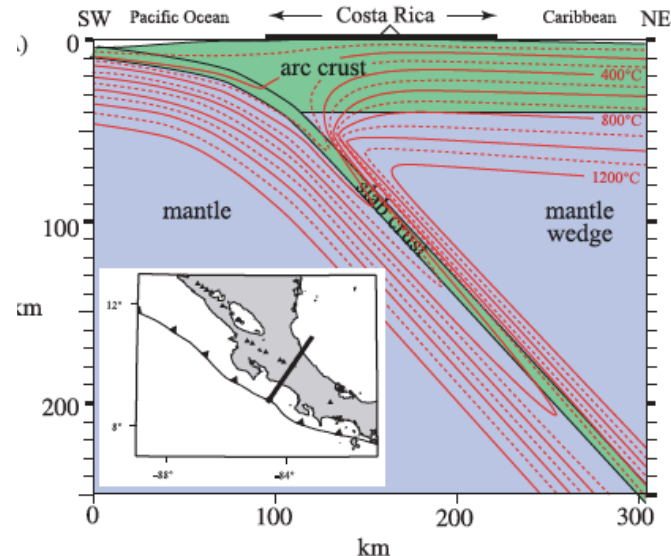 SW Pacific Ocean Costa Rica Caribbean NE
A)
0
arc crust
400°C
800°C
1200°C
slab crust
mantle
mantle wedge
100
km
12°
8°
-88°
-84°
200
0 100 200 300
km